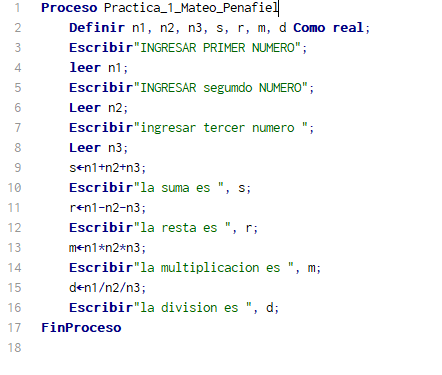 1 Proceso Practica_1_Mateo_Penafiel
2 Definir n1, n2, n3, s, r, m, d Como real;
3 Escribir"INGRESAR PRIMER NUMERO";
4 leer n1;
5 Escribir"INGRESAR segumdo NUMERO";
6 Leer n2;
7 Escribir"ingresar tercer numero ";
8 Leer n3;
9 s←n1+n2+n3;
10 Escribir"la suma es ", s;
11 r←n1-n2-n3;
12 Escribir"la resta es ", r;
13 m←n1*n2*n3;
14 Escribir"la multiplicacion es ", m;
15 d←n1/n2/n3;
16 Escribir"la division es ", d;
17 FinProceso
18